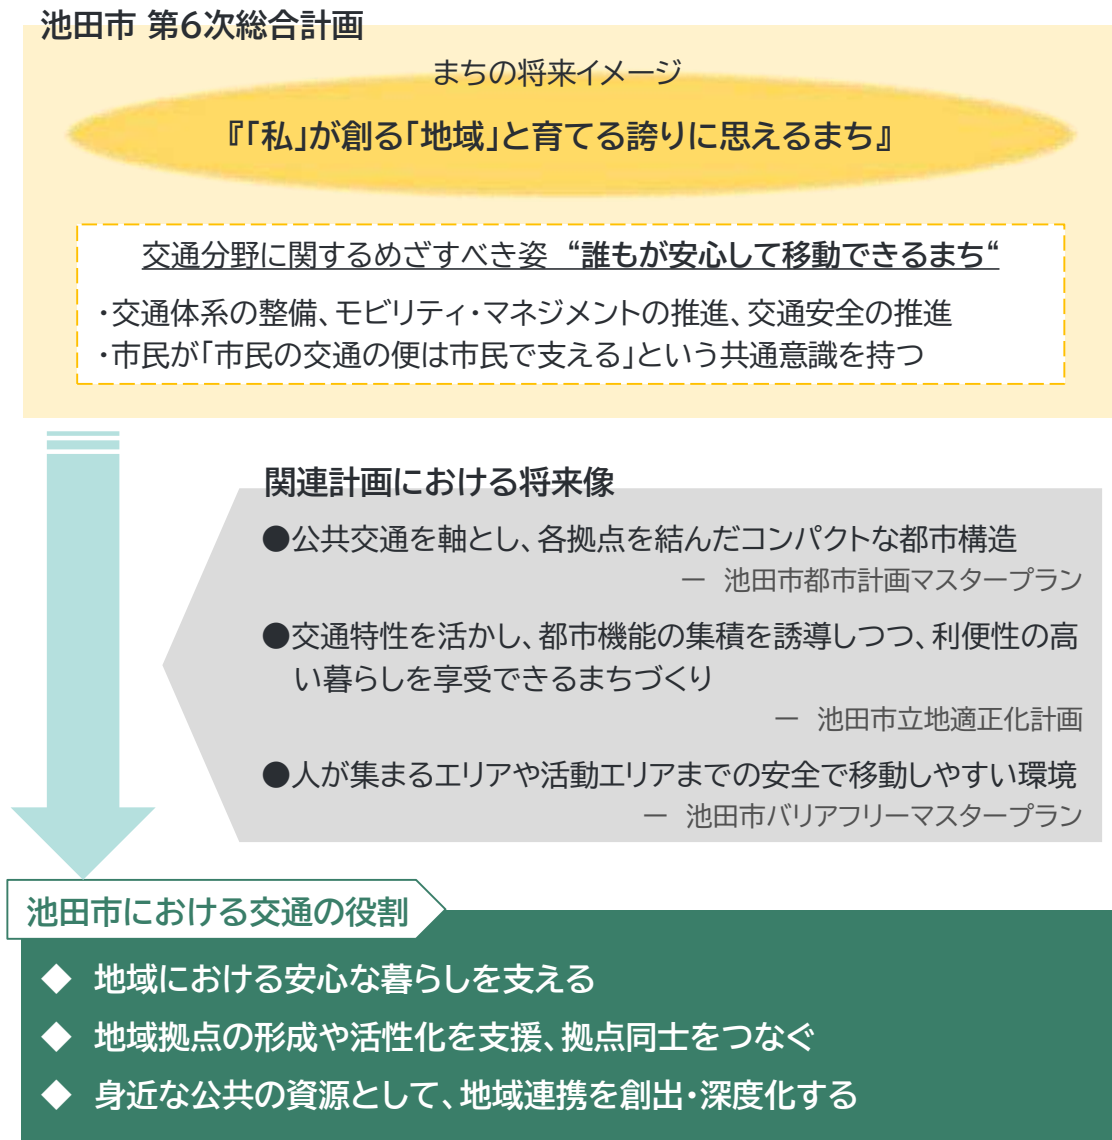 池田市 第6次総合計画
まちの将来イメージ
『「私」が創る「地域」と育てる誇りに思えるまち』
交通分野に関するめざすべき姿 “誰もが安心して移動できるまち“
・交通体系の整備、モビリティ・マネジメントの推進、交通安全の推進
・市民が「市民の交通の便は市民で支える」という共通意識を持つ
関連計画における将来像
●公共交通を軸とし、各拠点を結んだコンパクトな都市構造
― 池田市都市計画マスタープラン
●交通特性を活かし、都市機能の集積を誘導しつつ、利便性の高
い暮らしを享受できるまちづくり
― 池田市立地適正化計画
●人が集まるエリアや活動エリアまでの安全で移動しやすい環境
― 池田市バリアフリーマスタープラン
池田市における交通の役割
◆ 地域における安心な暮らしを支える
◆ 地域拠点の形成や活性化を支援、拠点同士をつなぐ
◆ 身近な公共の資源として、地域連携を創出・深度化する